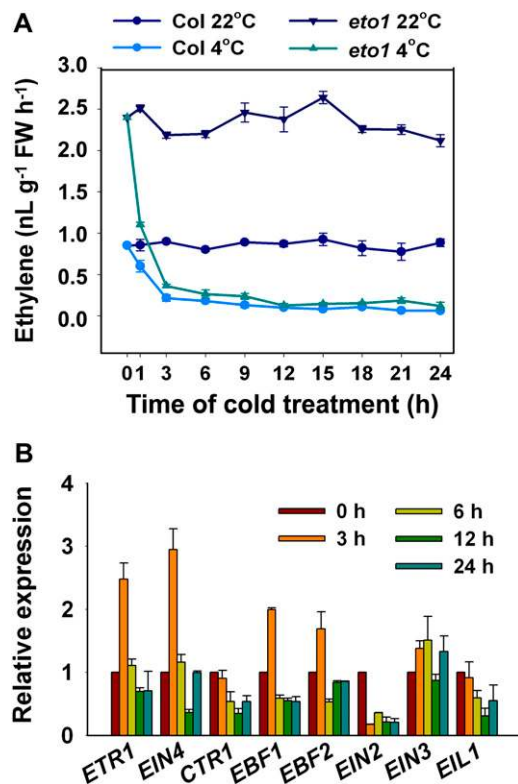 A
Col 22°C
eto1 22°C
Col 4°C
eto1 4°C
Ethylene (nL g⁻¹ FW h⁻¹)
3.0
2.5
2.0
1.5
1.0
0.5
0.0
0 1 3 6 9 12 15 18 21 24
Time of cold treatment (h)
B
Relative expression
4
3
2
1
0
0 h
6 h
3 h
12 h
24 h
ETR1 EIN4 CTR1 EBF1 EBF2 EIN2 EIN3 EIL1